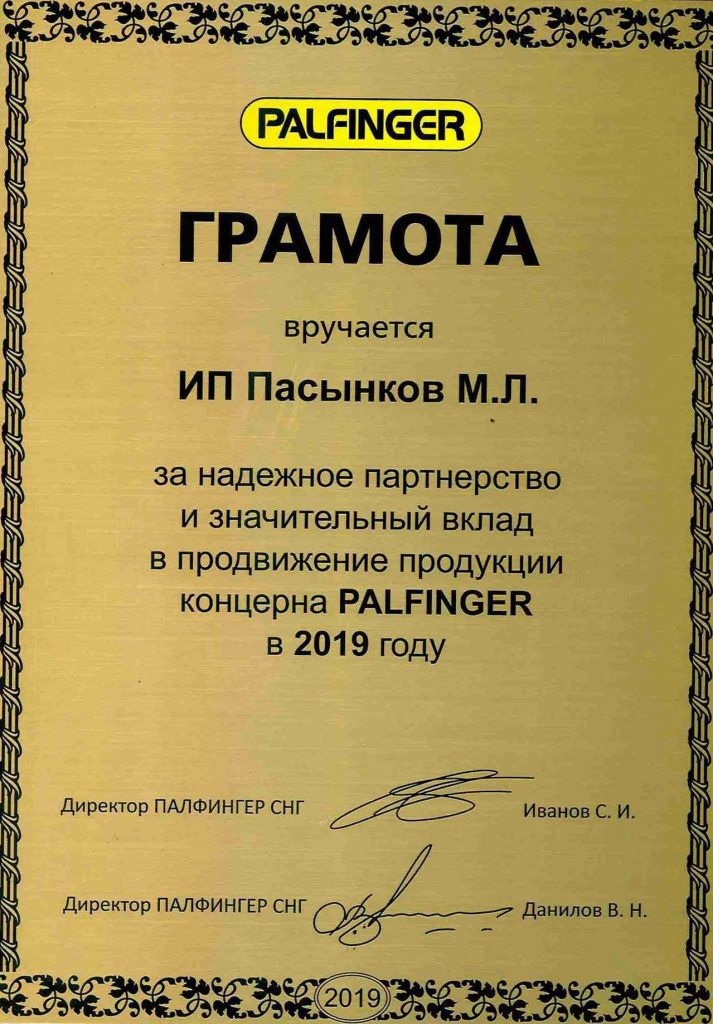 PALFINGER
ГРАМОТА
вручается
ИП Пасынков М.Л.
за надежное партнерство
и значительный вклад
в продвижение продукции
концерна PALFINGER
в 2019 году
Директор ПАЛФИНГЕР СНГ Иванов С. И.
Директор ПАЛФИНГЕР СНГ Данилов В. Н.
2019